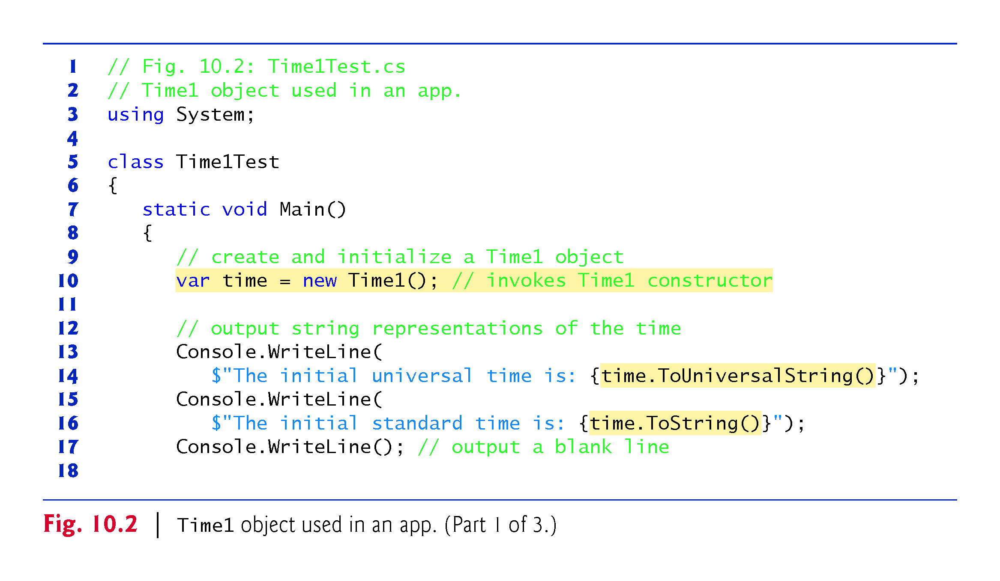 1 // Fig. 10.2: Time1Test.cs
2 // Time1 object used in an app.
3 using System;
4
5 class Time1Test
6 {
7    static void Main()
8    {
9       // create and initialize a Time1 object
10       var time = new Time1(); // invokes Time1 constructor
11
12       // output string representations of the time
13       Console.WriteLine(
14          $"The initial universal time is: {time.ToUniversalString()}");
15       Console.WriteLine(
16          $"The initial standard time is: {time.ToString()}");
17       Console.WriteLine(); // output a blank line
18
Fig. 10.2 | Time1 object used in an app. (Part 1 of 3.)